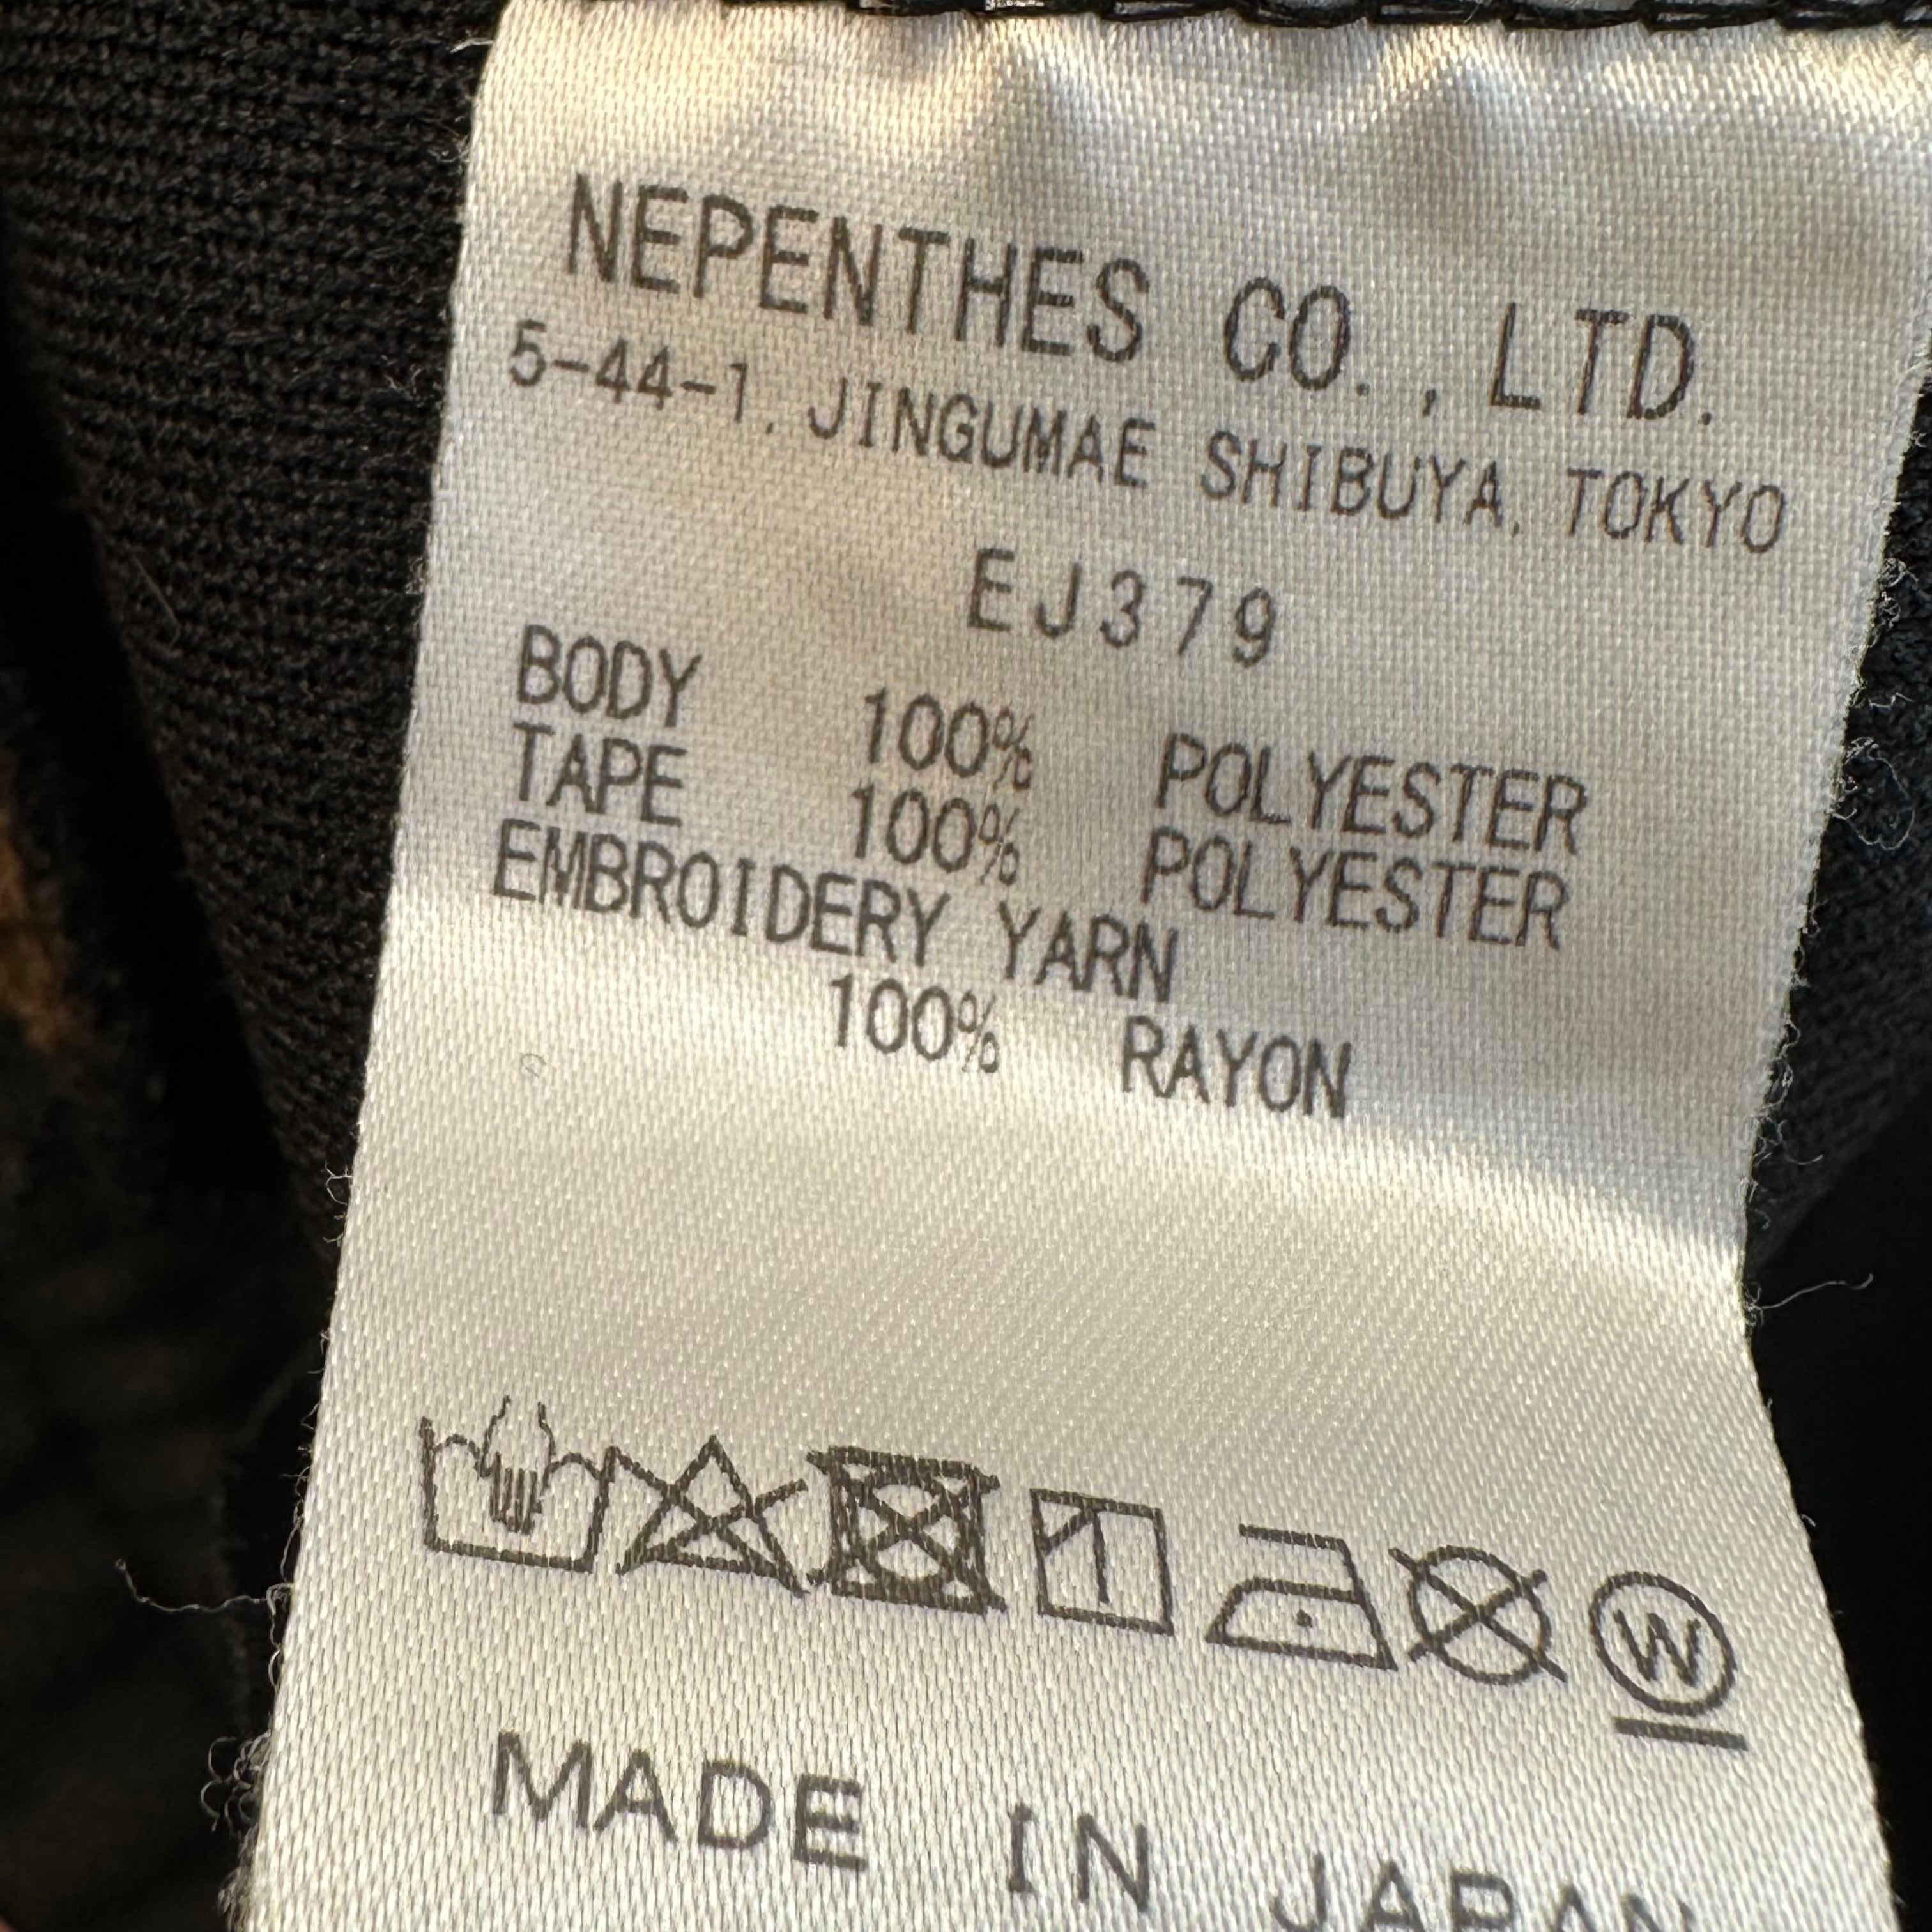 NEPENTHES CO., LTD.
5-44-1, JINGUMAE SHIBUYA, TOKYO
EJ379
BODY 100% POLYESTER
TAPE 100% POLYESTER
EMBROIDERY YARN
100% RAYON
W
MADE IN JAPAN